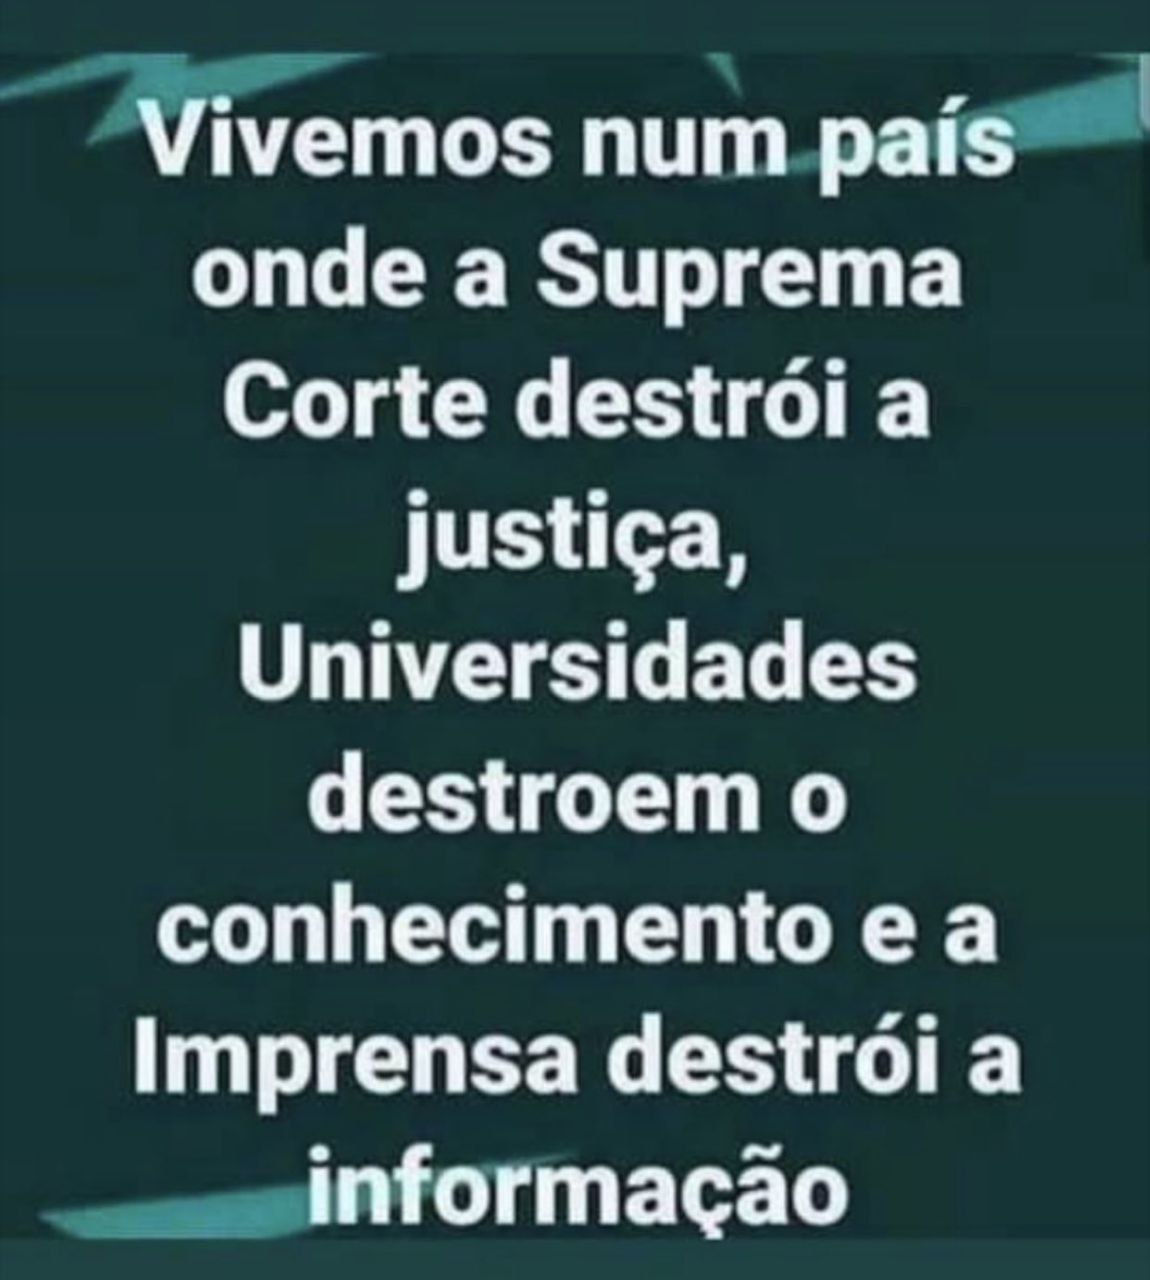 Vivemos num país
onde a Suprema
Corte destrói a
justiça,
Universidades
destroem o
conhecimento e a
Imprensa destrói a
informação